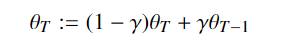 θ_T := (1 − γ)θ_T + γθ_{T−1}